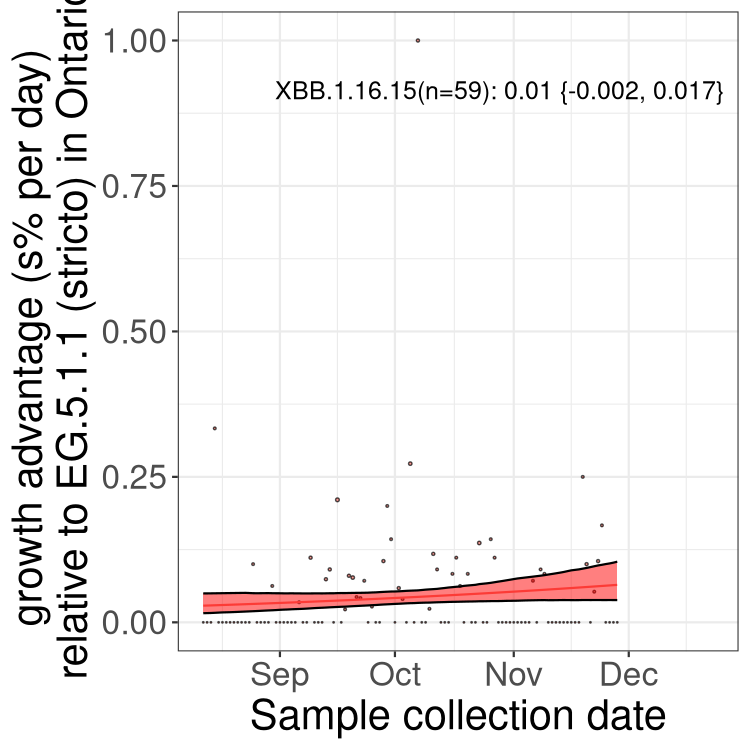 growth advantage (s% per day)
relative to EG.5.1.1 (stricto) in Ontario
1.00
0.75
0.50
0.25
0.00
XBB.1.16.15(n=59): 0.01 {-0.002, 0.017}
Sep Oct Nov Dec
Sample collection date